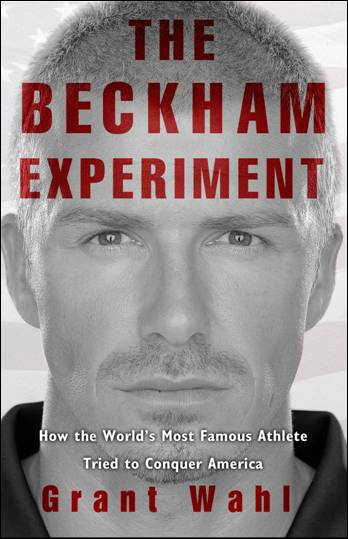 THE
BECKHAM
EXPERIMENT
How the World's Most Famous Athlete
Tried to Conquer America
Grant Wahl